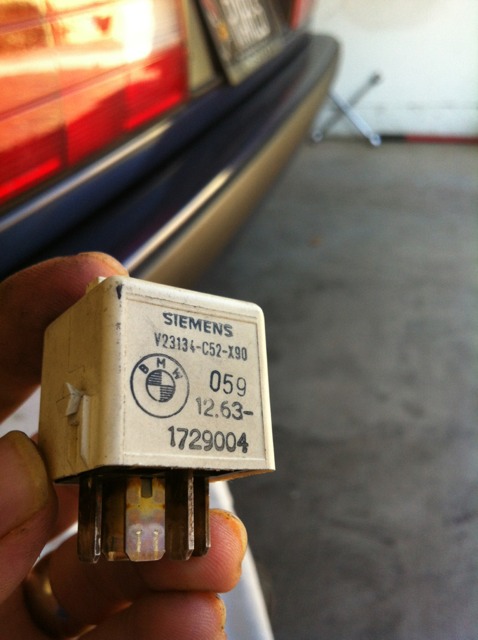 SIEMENS
V23134-C52-X90
BMW
059
12.63-
1729004